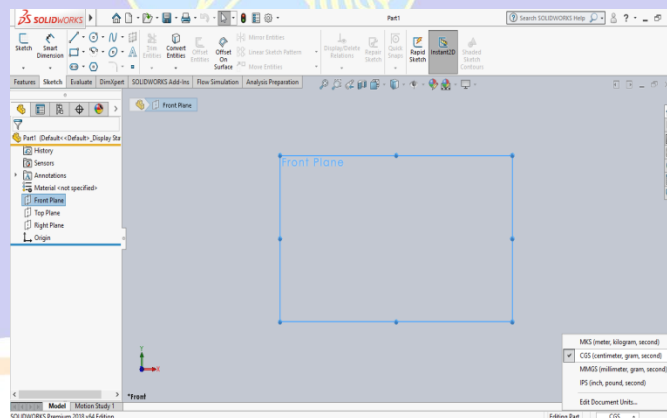 SOLIDWORKS
Part1
Search SOLIDWORKS Help
Sketch
Smart Dimension
Trim Entities
Convert Entities
Offset Entities
Offset On Surface
Mirror Entities
Linear Sketch Pattern
Move Entities
Display/Delete Relations
Repair Sketch
Quick Snaps
Rapid Sketch
Instant2D
Shaded Sketch Contours
Features Sketch Evaluate DimXpert SOLIDWORKS Add-Ins Flow Simulation Analysis Preparation
Front Plane
Part1 (Default<<Default>_Display Sta
History
Sensors
Annotations
Material <not specified>
Front Plane
Top Plane
Right Plane
Origin
Front Plane
Y
X
*Front
MKS (meter, kilogram, second)
CGS (centimeter, gram, second)
MMGS (millimeter, gram, second)
IPS (inch, pound, second)
Edit Document Units...
Model Motion Study 1
SOLIDWORKS Premium 2018 x64 Edition
Editing Part CGS